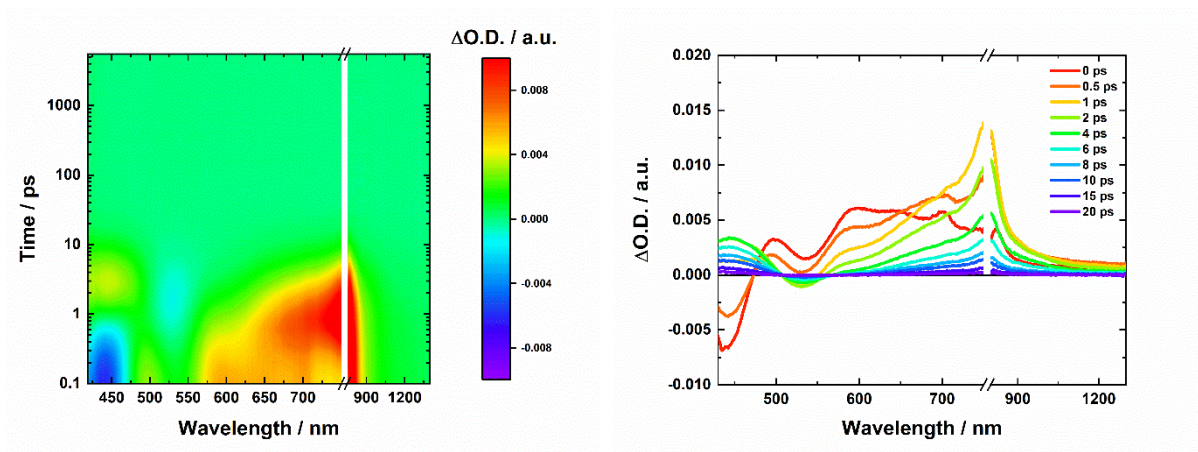 ΔO.D. / a.u.
0.008
0.004
0.000
-0.004
-0.008
Time / ps
1000
100
10
1
0.1
450 500 550 600 650 700 900 1200
Wavelength / nm
ΔO.D. / a.u.
0.020
0.015
0.010
0.005
0.000
-0.005
-0.010
0 ps
0.5 ps
1 ps
2 ps
4 ps
6 ps
8 ps
10 ps
15 ps
20 ps
500 600 700 900 1200
Wavelength / nm